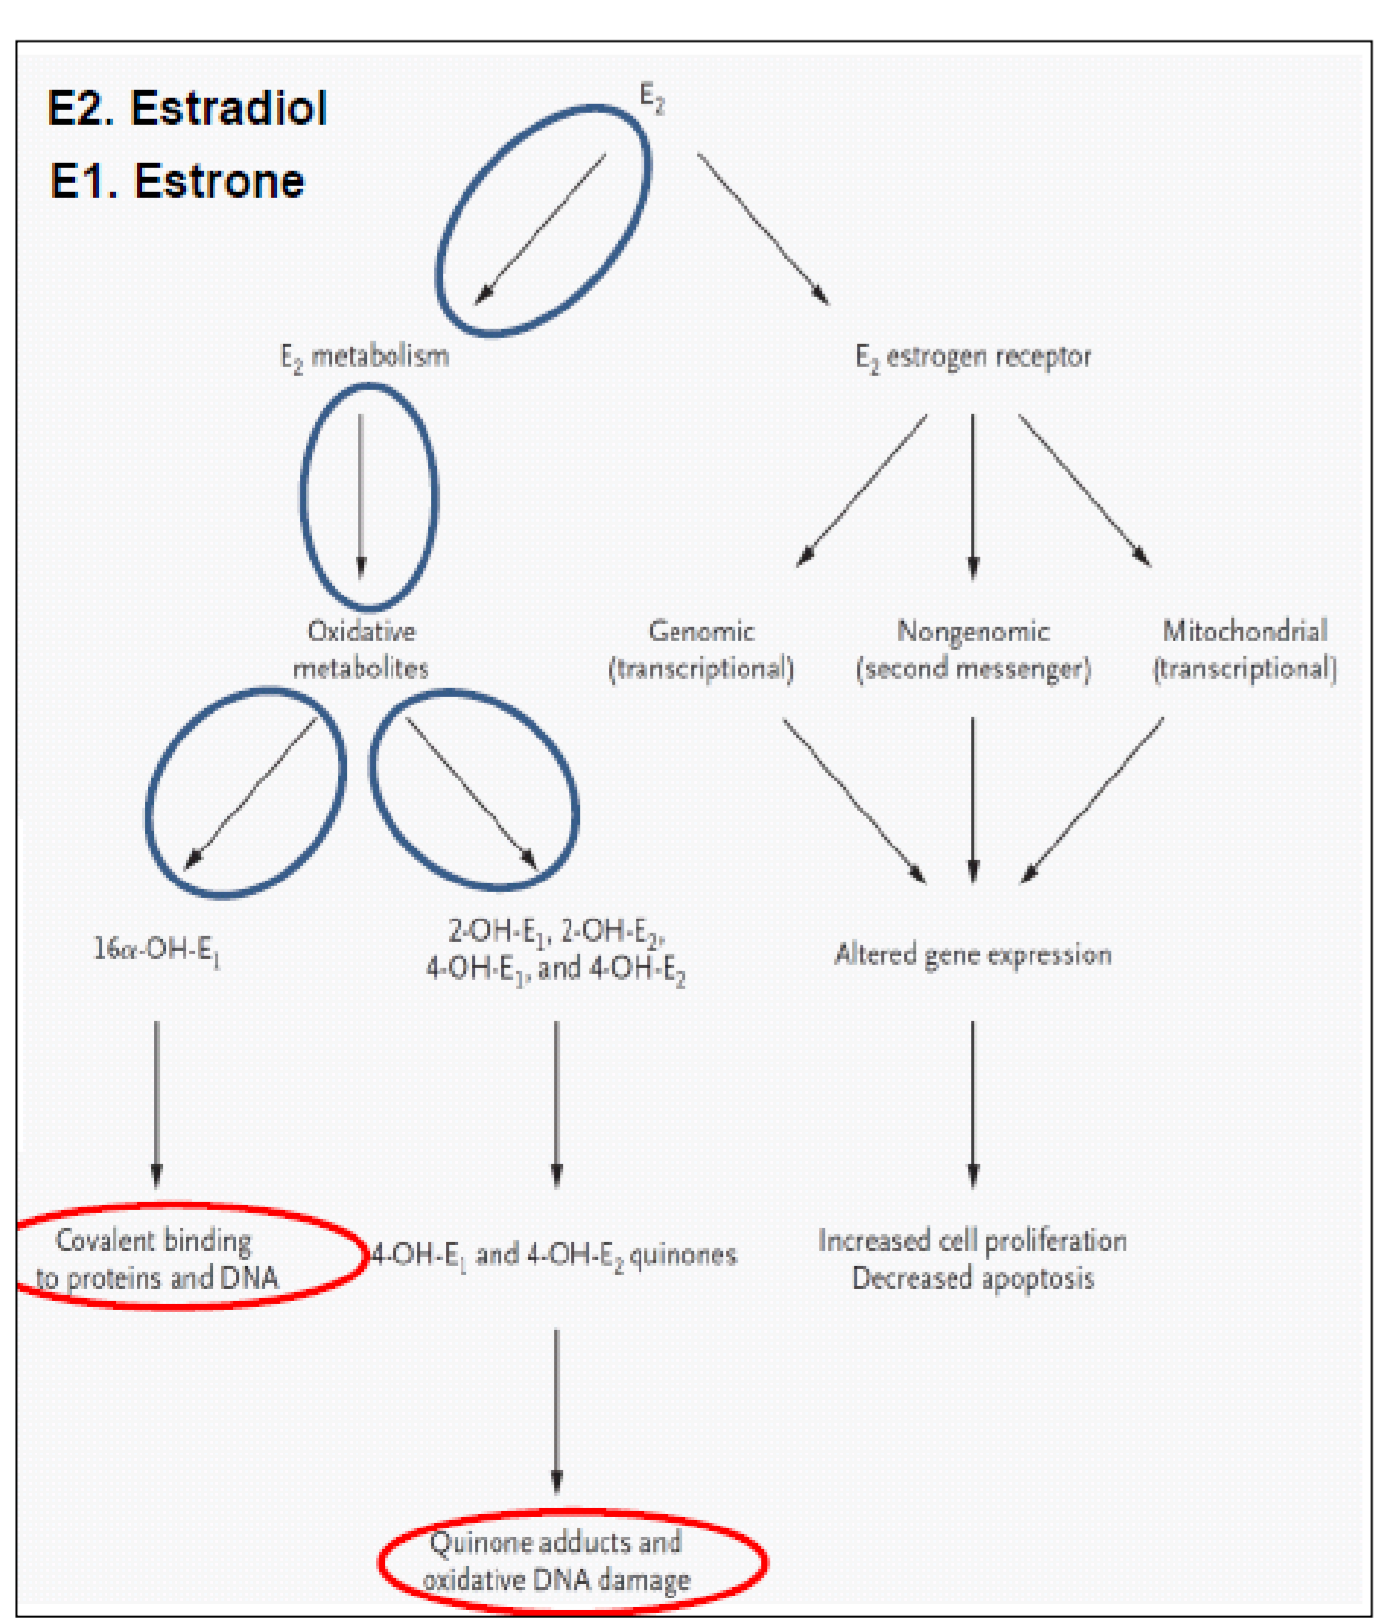 E2. Estradiol
E1. Estrone
E₂
E₂ metabolism
E₂ estrogen receptor
Oxidative
metabolites
Genomic
(transcriptional)
Nongenomic
(second messenger)
Mitochondrial
(transcriptional)
16α-OH-E₁
2-OH-E₁, 2-OH-E₂,
4-OH-E₁, and 4-OH-E₂
Altered gene expression
Covalent binding
to proteins and DNA
4-OH-E₁ and 4-OH-E₂ quinones
Increased cell proliferation
Decreased apoptosis
Quinone adducts and
oxidative DNA damage